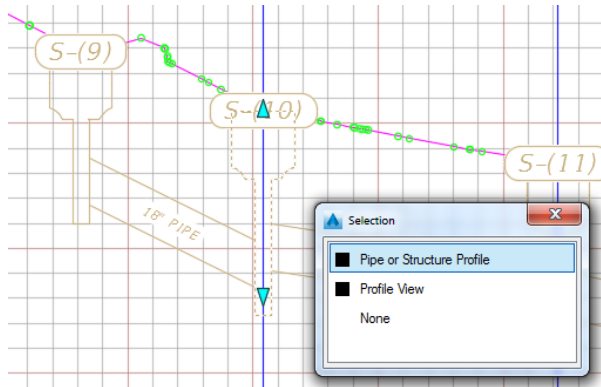 S-(9)
S-(10)
S-(11)
18" PIPE
Selection
Pipe or Structure Profile
Profile View
None